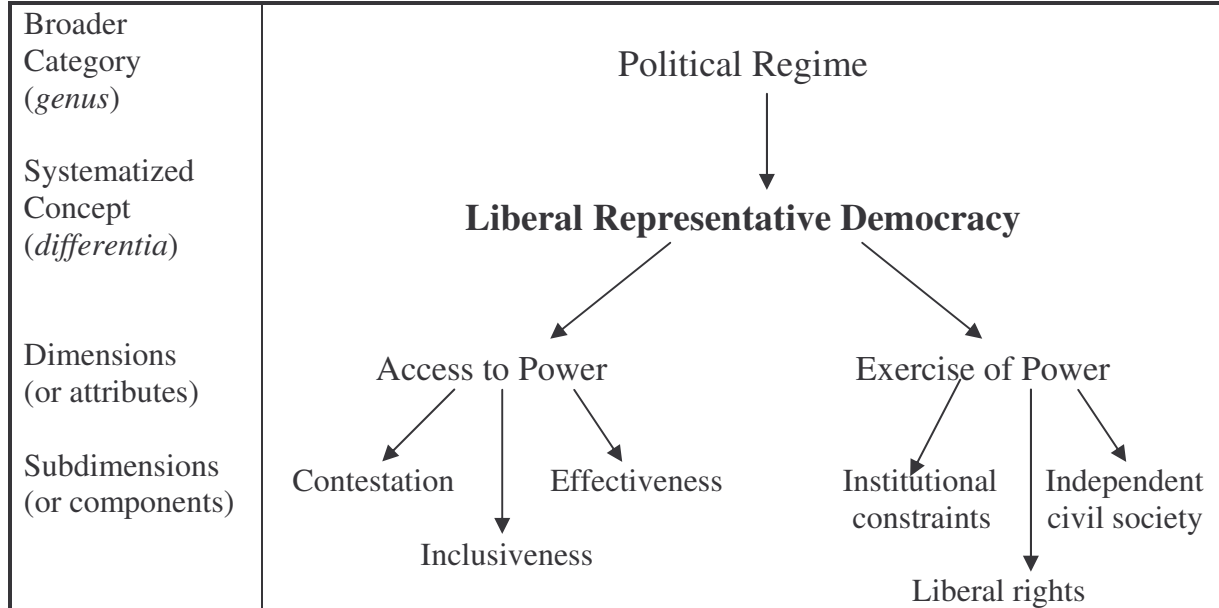 Broader
Category
(genus)
Political Regime
Systematized
Concept
(differentia)
Liberal Representative Democracy
Dimensions
(or attributes)
Access to Power
Exercise of Power
Subdimensions
(or components)
Contestation
Effectiveness
Inclusiveness
Institutional
constraints
Independent
civil society
Liberal rights